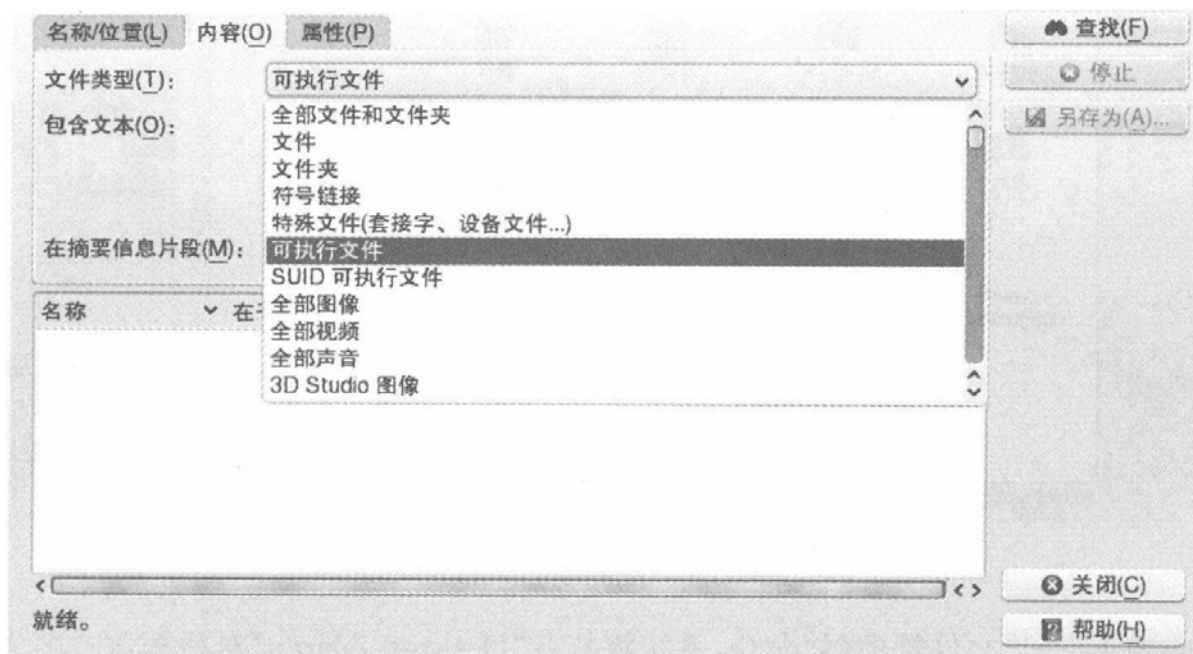 名称/位置(L) 内容(O) 属性(P)
查找(F)
文件类型(T): 可执行文件
停止
包含文本(O): 全部文件和文件夹
另存为(A)...
文件
文件夹
符号链接
特殊文件(套接字、设备文件...)
在摘要信息片段(M): 可执行文件
SUID 可执行文件
名称 在子
全部图像
全部视频
全部声音
3D Studio 图像
就绪。
关闭(C)
帮助(H)